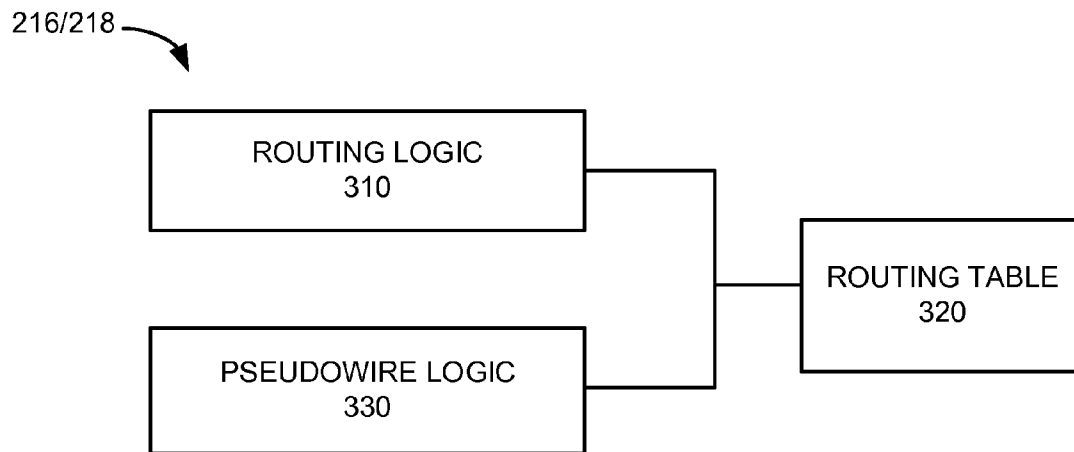 216/218
ROUTING LOGIC
310
ROUTING TABLE
320
PSEUDOWIRE LOGIC
330